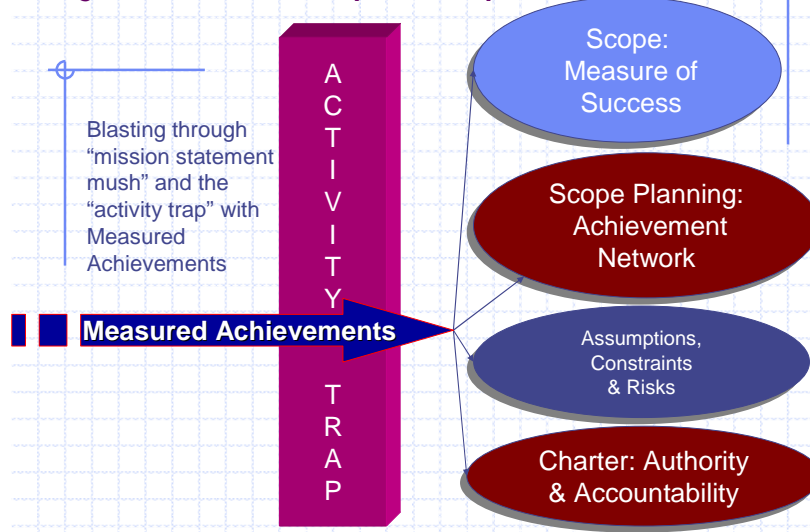 Blasting through
“mission statement
mush” and the
“activity trap” with
Measured
Achievements
A
C
T
I
V
I
T
Y
T
R
A
P
Measured Achievements
Scope:
Measure of
Success
Scope Planning:
Achievement
Network
Assumptions,
Constraints
& Risks
Charter: Authority
& Accountability